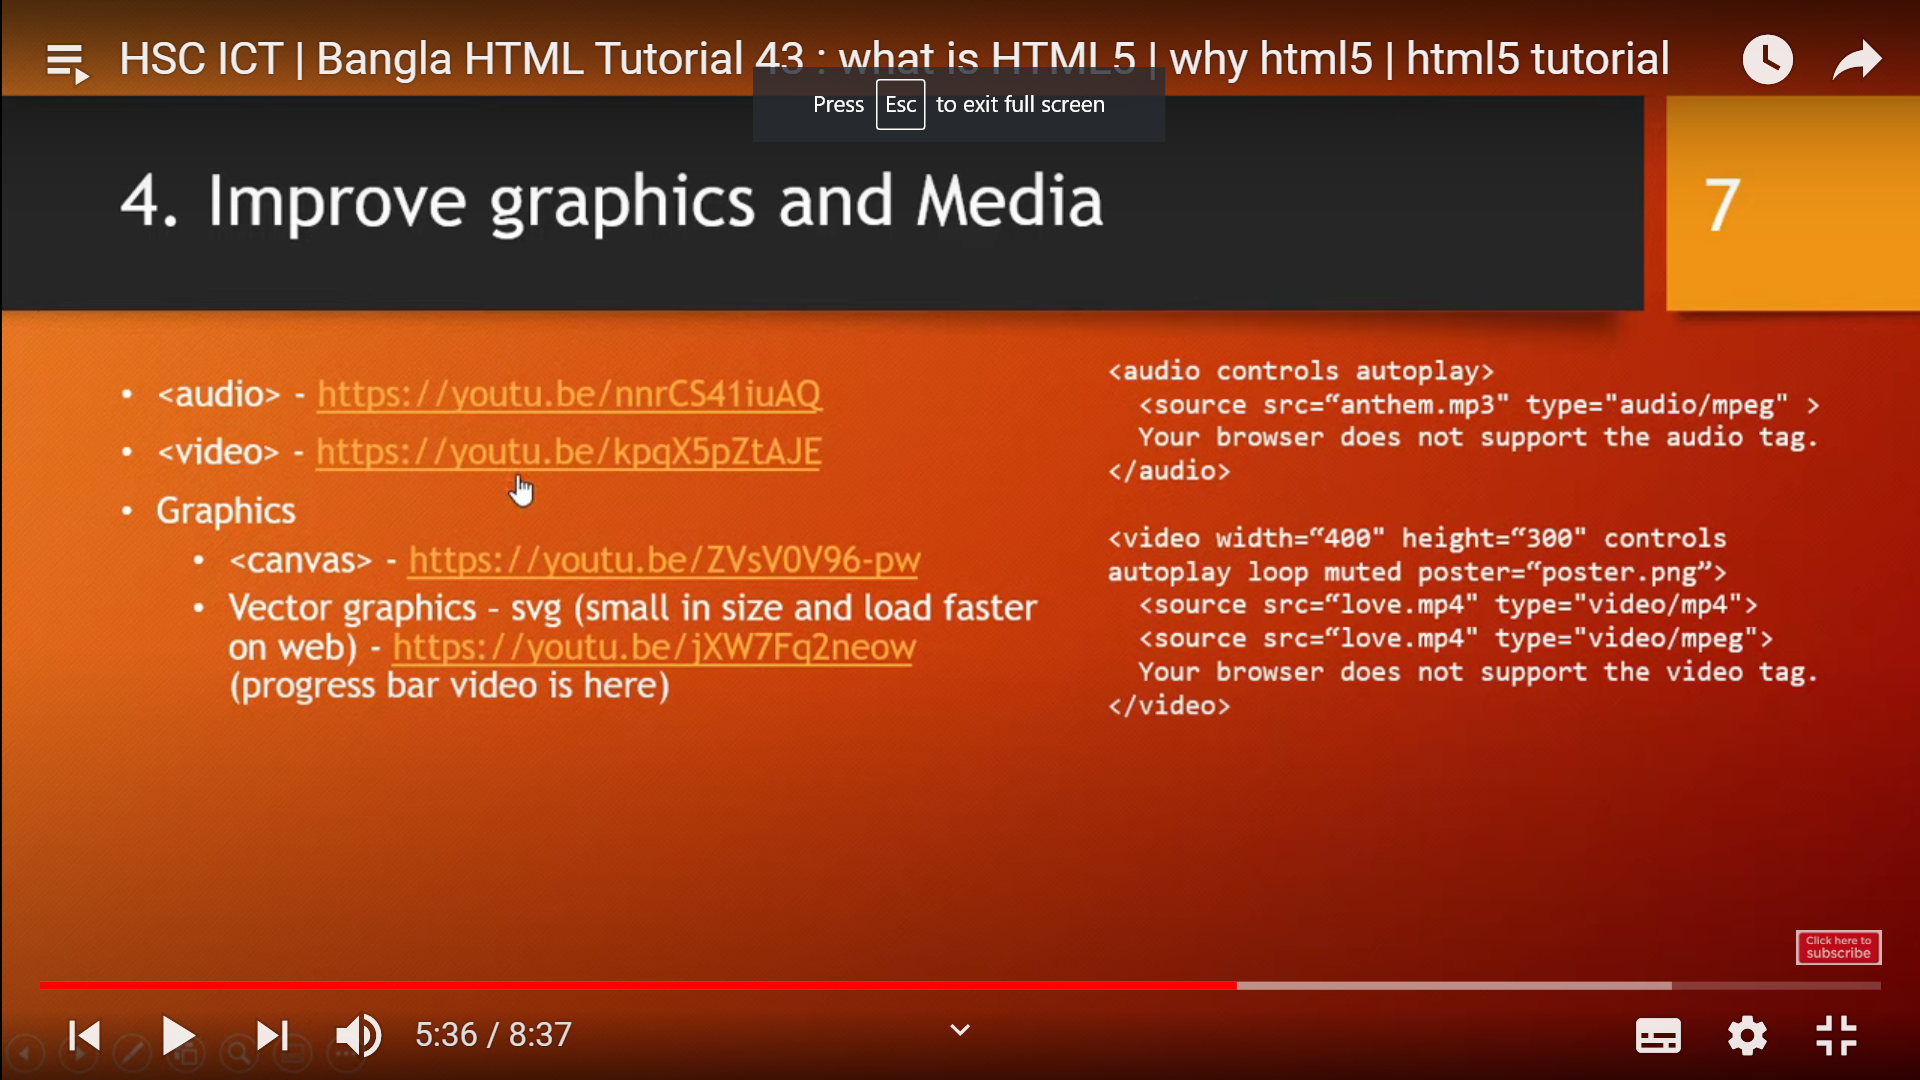 HSC ICT | Bangla HTML Tutorial 43 : what is HTML5 | why html5 | html5 tutorial
Press Esc to exit full screen
4. Improve graphics and Media
7
• <audio> - https://youtu.be/nnrCS41iuAQ
• <video> - https://youtu.be/kpqX5pZtAJE
• Graphics
• <canvas> - https://youtu.be/ZVsV0V96-pw
• Vector graphics – svg (small in size and load faster
on web) - https://youtu.be/jXW7Fq2neow
(progress bar video is here)
<audio controls autoplay>
<source src=“anthem.mp3" type="audio/mpeg" >
Your browser does not support the audio tag.
</audio>
<video width=“400" height=“300" controls
autoplay loop muted poster=“poster.png”>
<source src=“love.mp4" type="video/mp4">
<source src=“love.mp4" type="video/mpeg">
Your browser does not support the video tag.
</video>
Click here to
subscribe
5:36 / 8:37